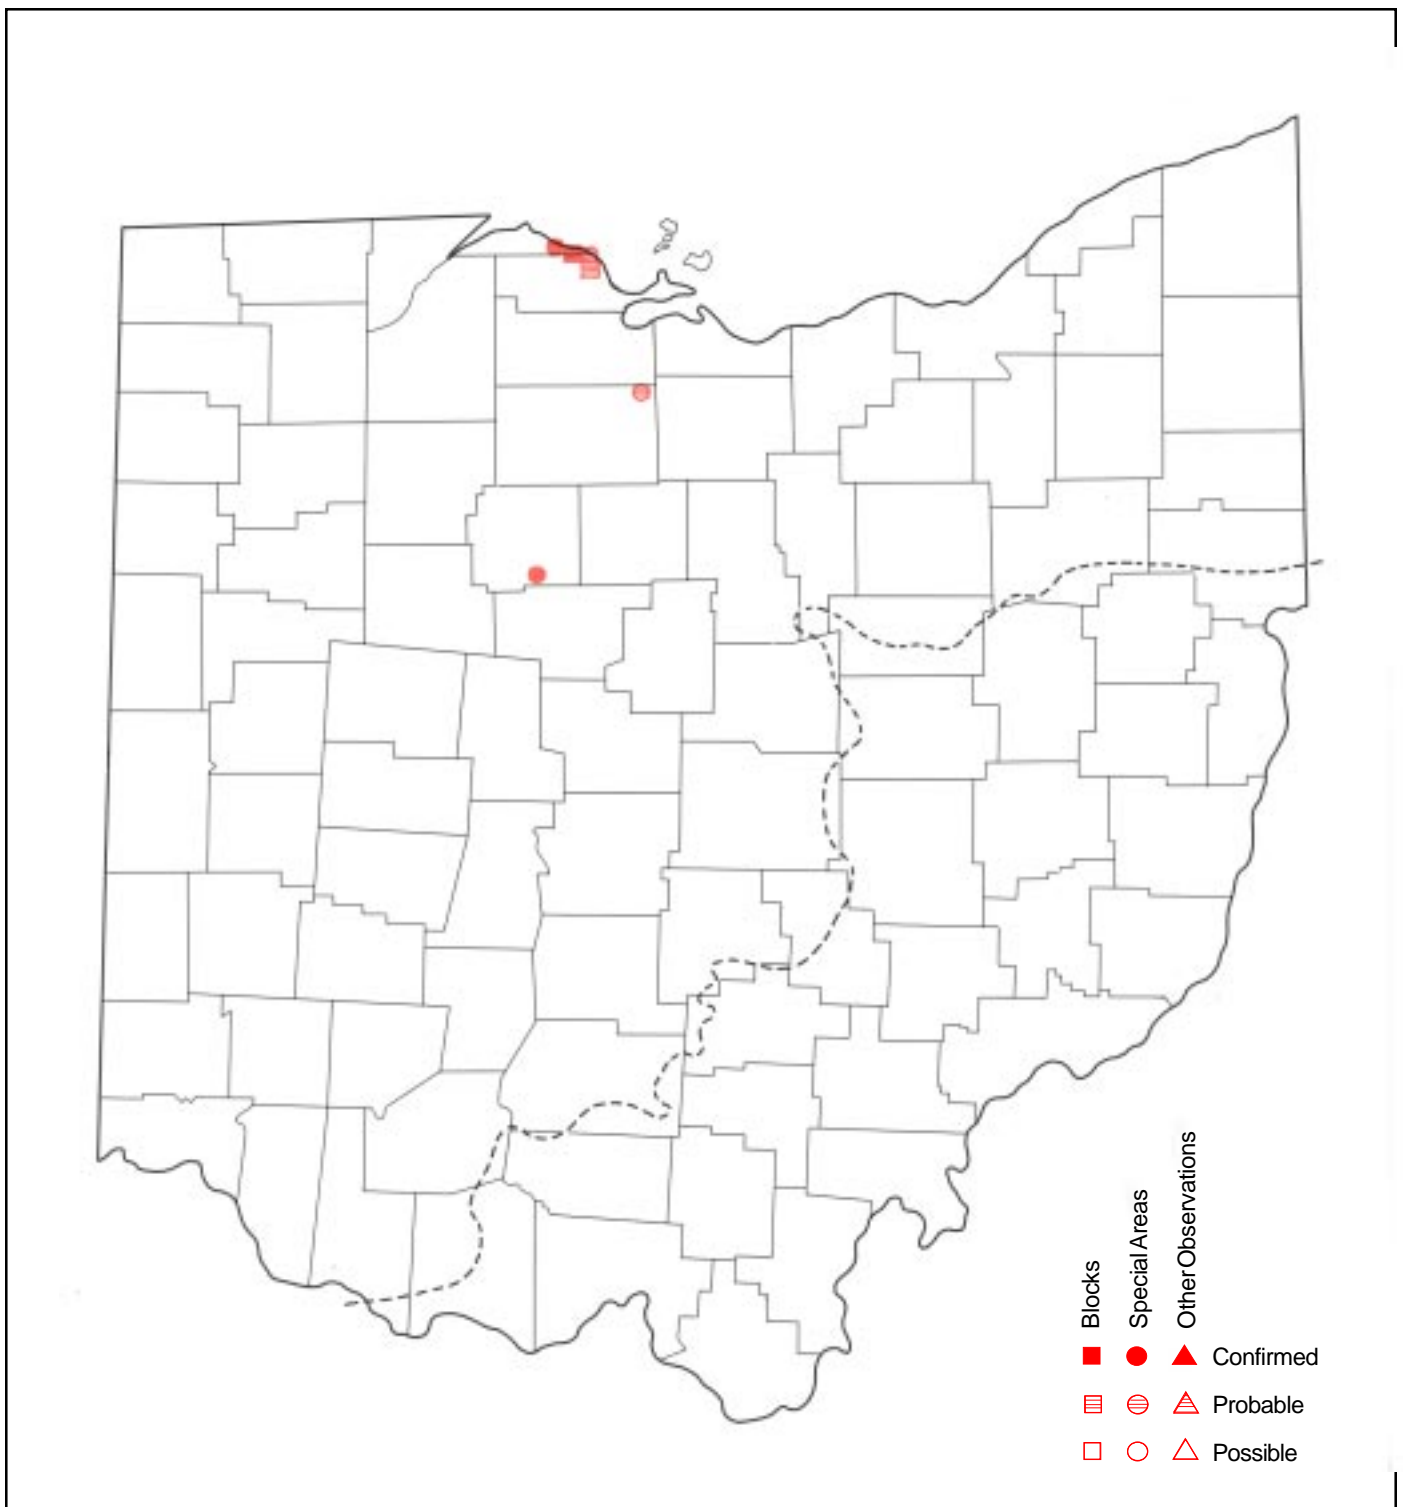 Blocks
Special Areas
Other Observations
Confirmed
Probable
Possible